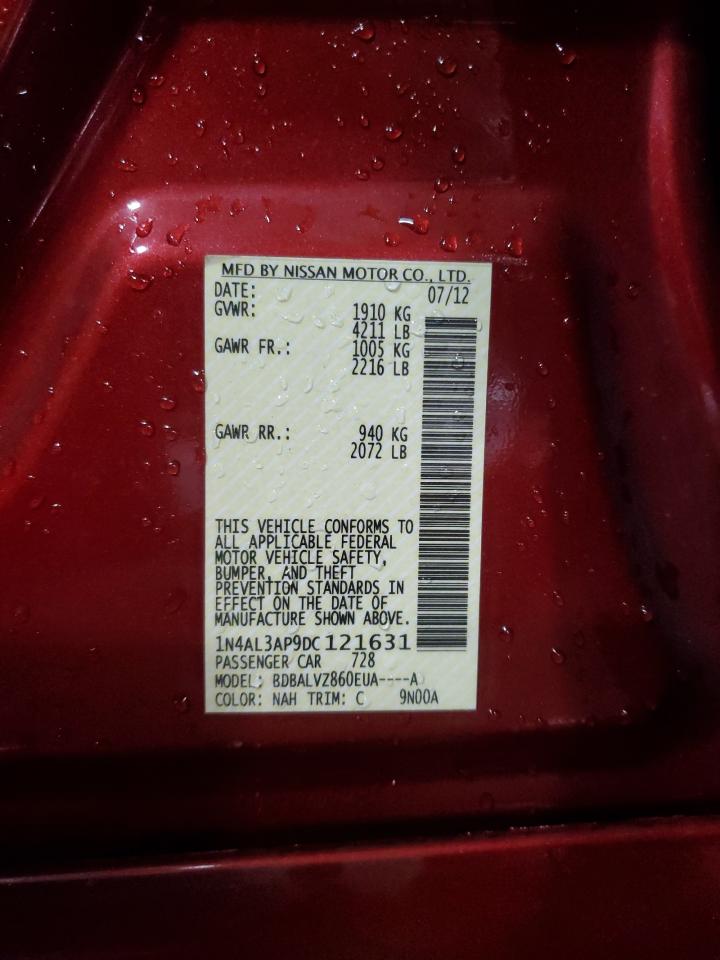 MFD BY NISSAN MOTOR CO., LTD.
DATE: 07/12
GVWR: 1910 KG
4211 LB
GAWR FR.: 1005 KG
2216 LB
GAWR RR.: 940 KG
2072 LB
THIS VEHICLE CONFORMS TO
ALL APPLICABLE FEDERAL
MOTOR VEHICLE SAFETY,
BUMPER, AND THEFT
PREVENTION STANDARDS IN
EFFECT ON THE DATE OF
MANUFACTURE SHOWN ABOVE.
1N4AL3AP9DC121631
PASSENGER CAR 728
MODEL: BDBALVZ860EUA----A
COLOR: NAH TRIM: C 9N00A